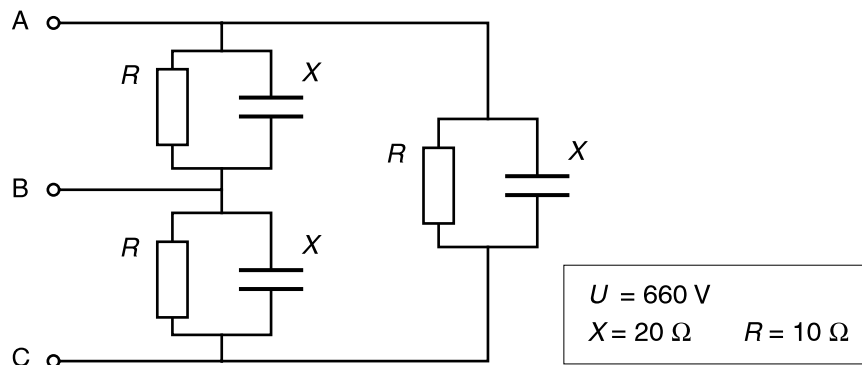 A
R
X
R
X
B
R
X
U = 660 V
X = 20 Ω R = 10 Ω
C